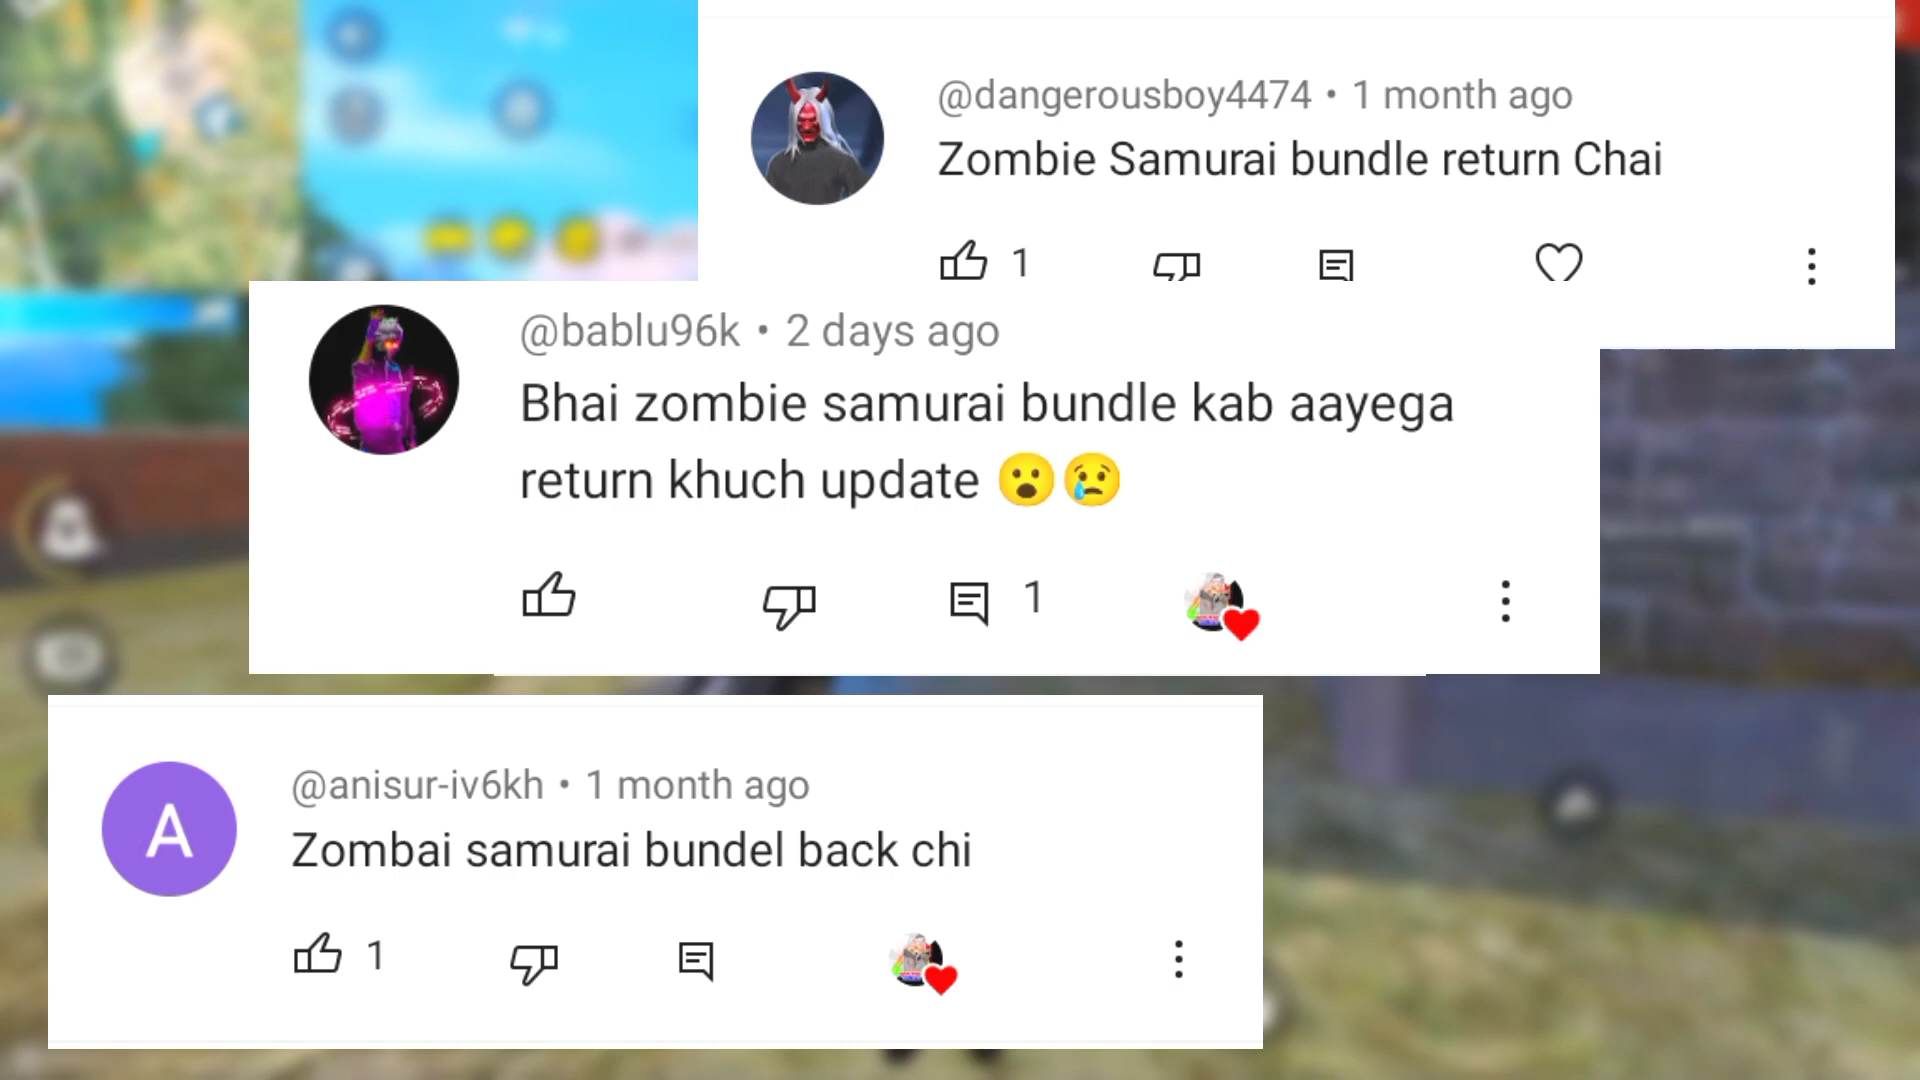 @dangerousboy4474 • 1 month ago
Zombie Samurai bundle return Chai
1
@bablu96k • 2 days ago
Bhai zombie samurai bundle kab aayega
return khuch update 😮😢
1
A
@anisur-iv6kh • 1 month ago
Zombai samurai bundel back chi
1